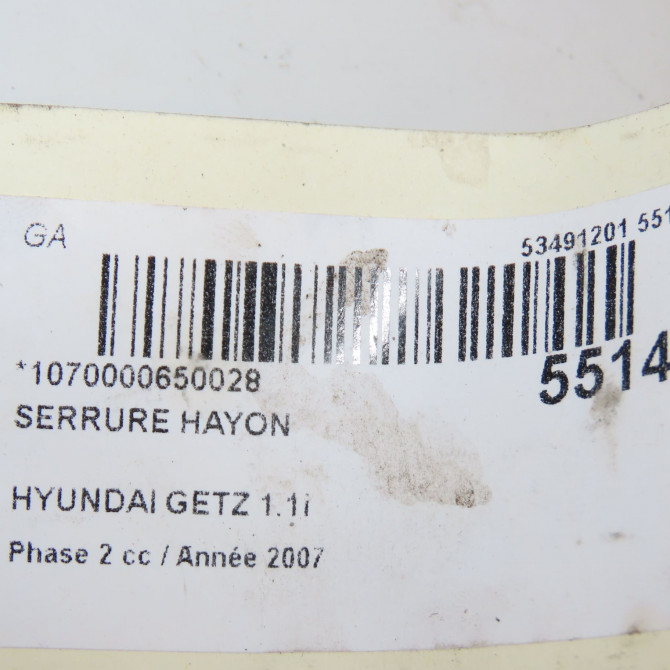 GA
53491201 551
*1070000650028
5514
SERRURE HAYON
HYUNDAI GETZ 1.1i
Phase 2 cc / Année 2007